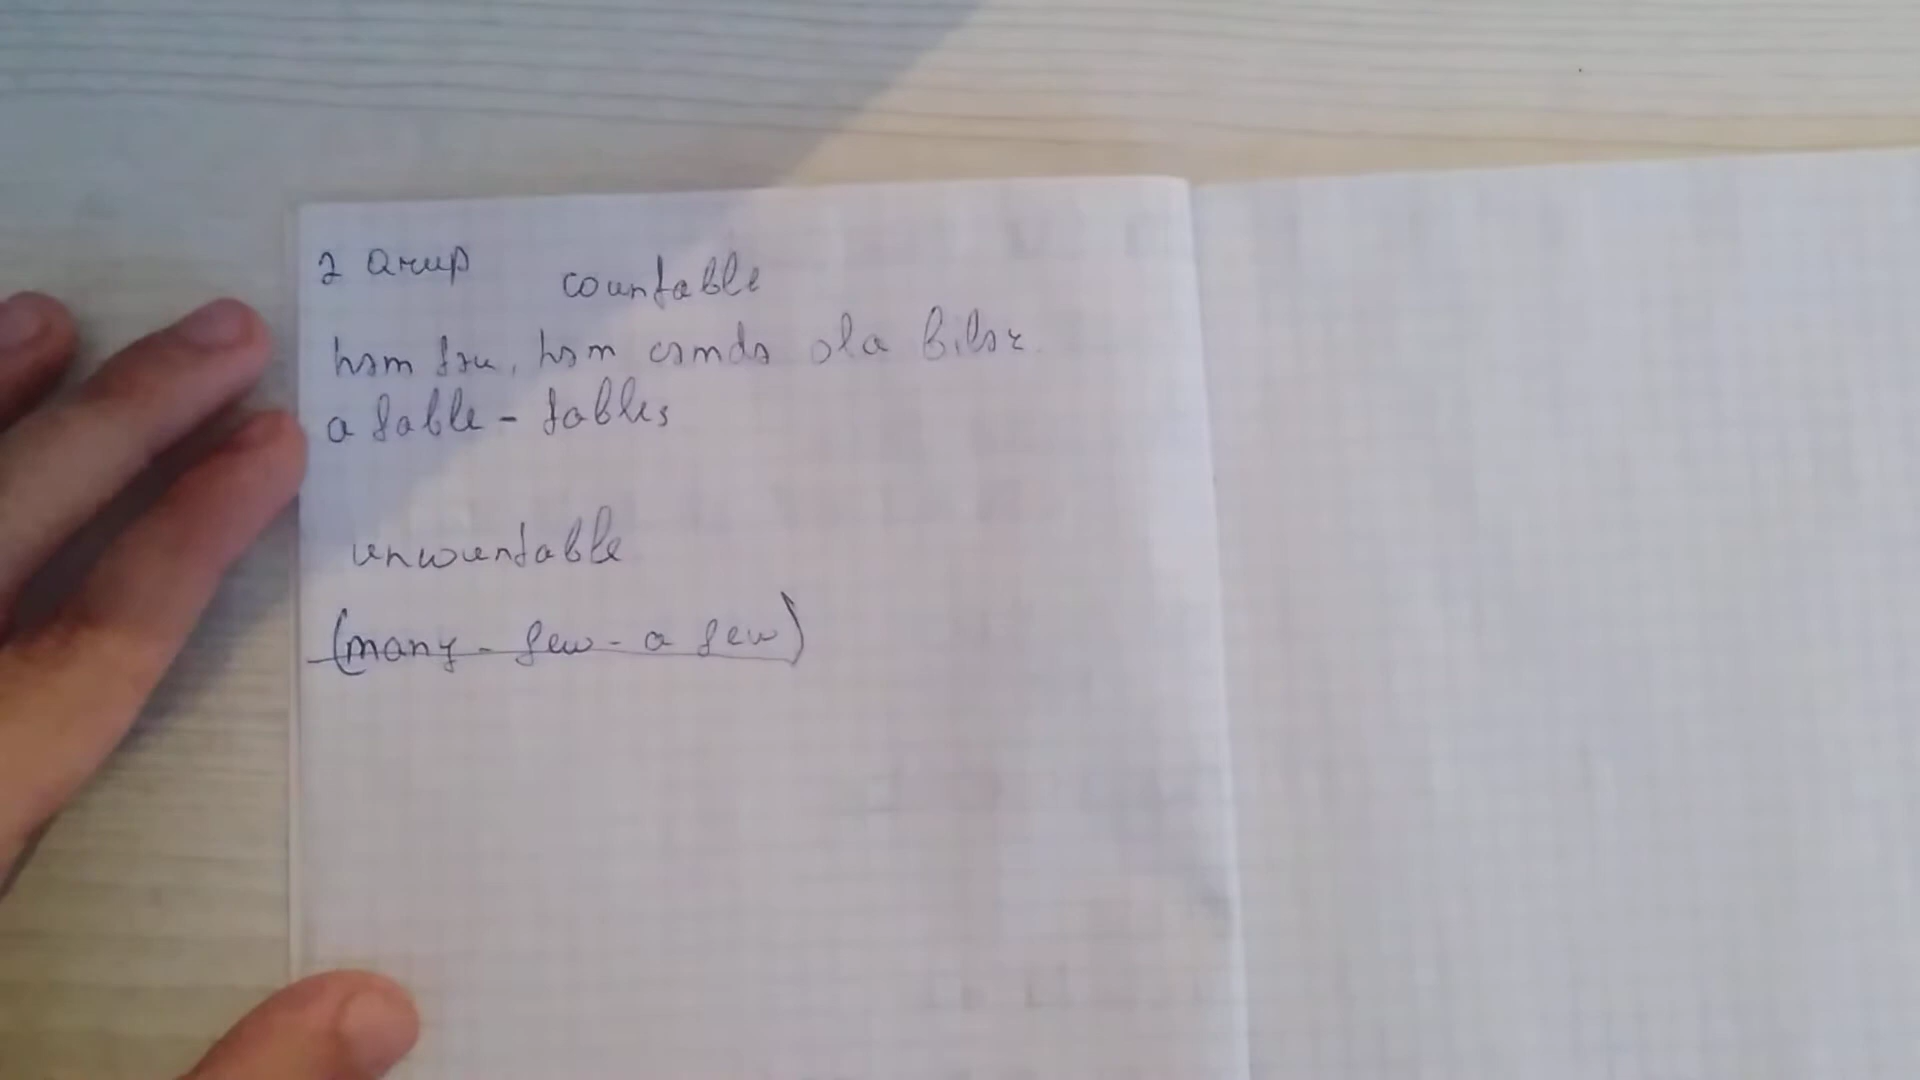 2 qrup countable
həm tək, həm cəmdə ola bilər.
a table - tables
uncountable
(many - few - a few)